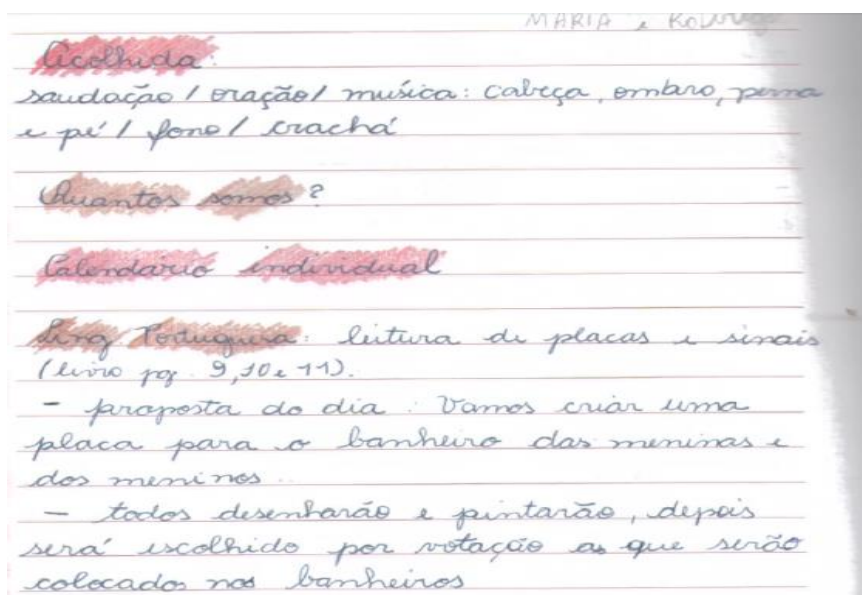 MARIA e Rodrigo
Acolhida:
saudação / oração / música: cabeça, ombro, perna
e pé / fono / crachá
Quantos somos?
Calendário individual
Ling Portuguesa: leitura de placas e sinais
(livro pg. 9,10 e 11).
- proposta do dia: Vamos criar uma
placa para o banheiro das meninas e
dos meninos.
- todos desenharão e pintarão, depois
será escolhido por votação as que serão
colocados nos banheiros